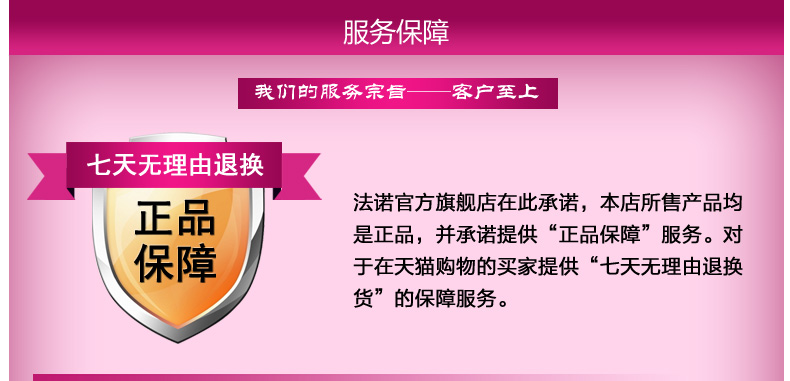 服务保障
我们的服务宗旨——客户至上
七天无理由退换
正品
保障
法诺官方旗舰店在此承诺，本店所售产品均
是正品，并承诺提供“正品保障”服务。对
于在天猫购物的买家提供“七天无理由退换
货”的保障服务。